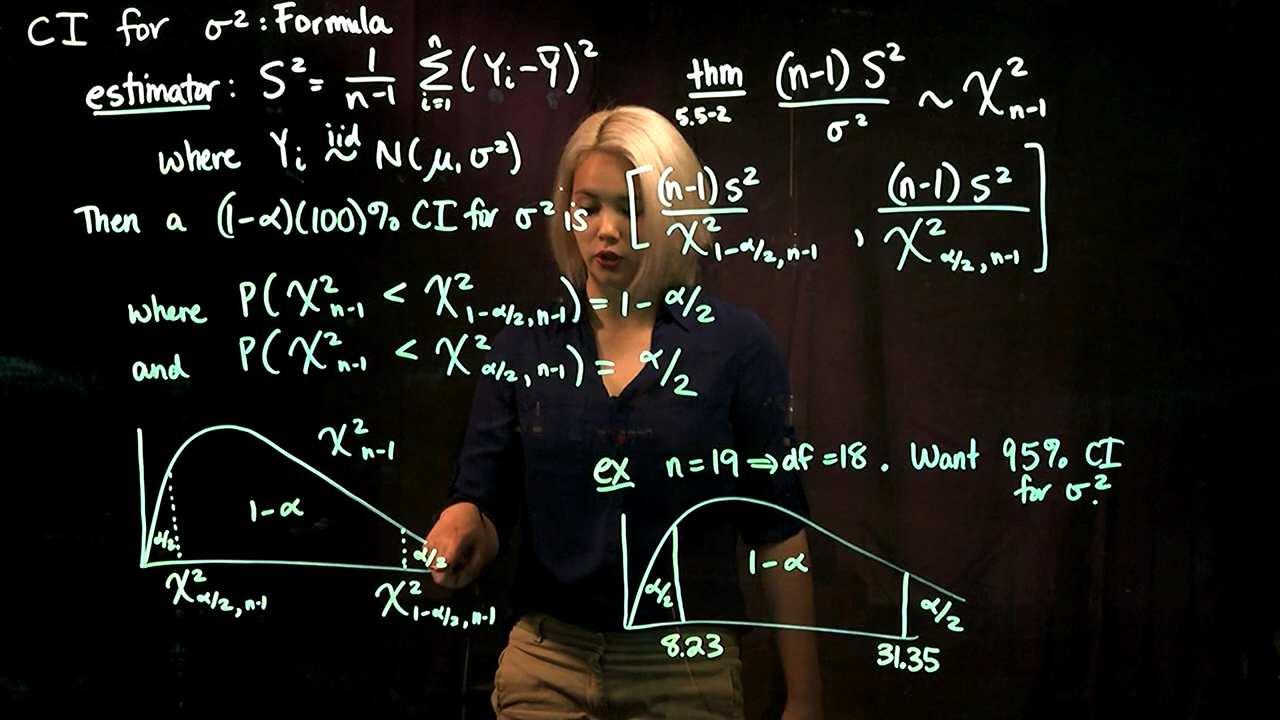 CI for σ²: Formula
estimator: S² = 1/(n-1) Σ_{i=1}^{n} (Y_i - Ȳ)²
where Y_i iid ~ N(μ, σ²)
thm 5.5-2 (n-1)S²/σ² ~ χ²_{n-1}
Then a (1-α)(100)% CI for σ² is [(n-1)S²/χ²_{1-α/2, n-1} , (n-1)S²/χ²_{α/2, n-1}]
where P(χ²_{n-1} < χ²_{1-α/2, n-1}) = 1 - α/2
and P(χ²_{n-1} < χ²_{α/2, n-1}) = α/2
χ²_{n-1}
1-α
α/2
α/2
χ²_{α/2, n-1}
χ²_{1-α/2, n-1}
ex n=19 ⇒ df=18. Want 95% CI
for σ².
1-α
α/2
α/2
8.23
31.35